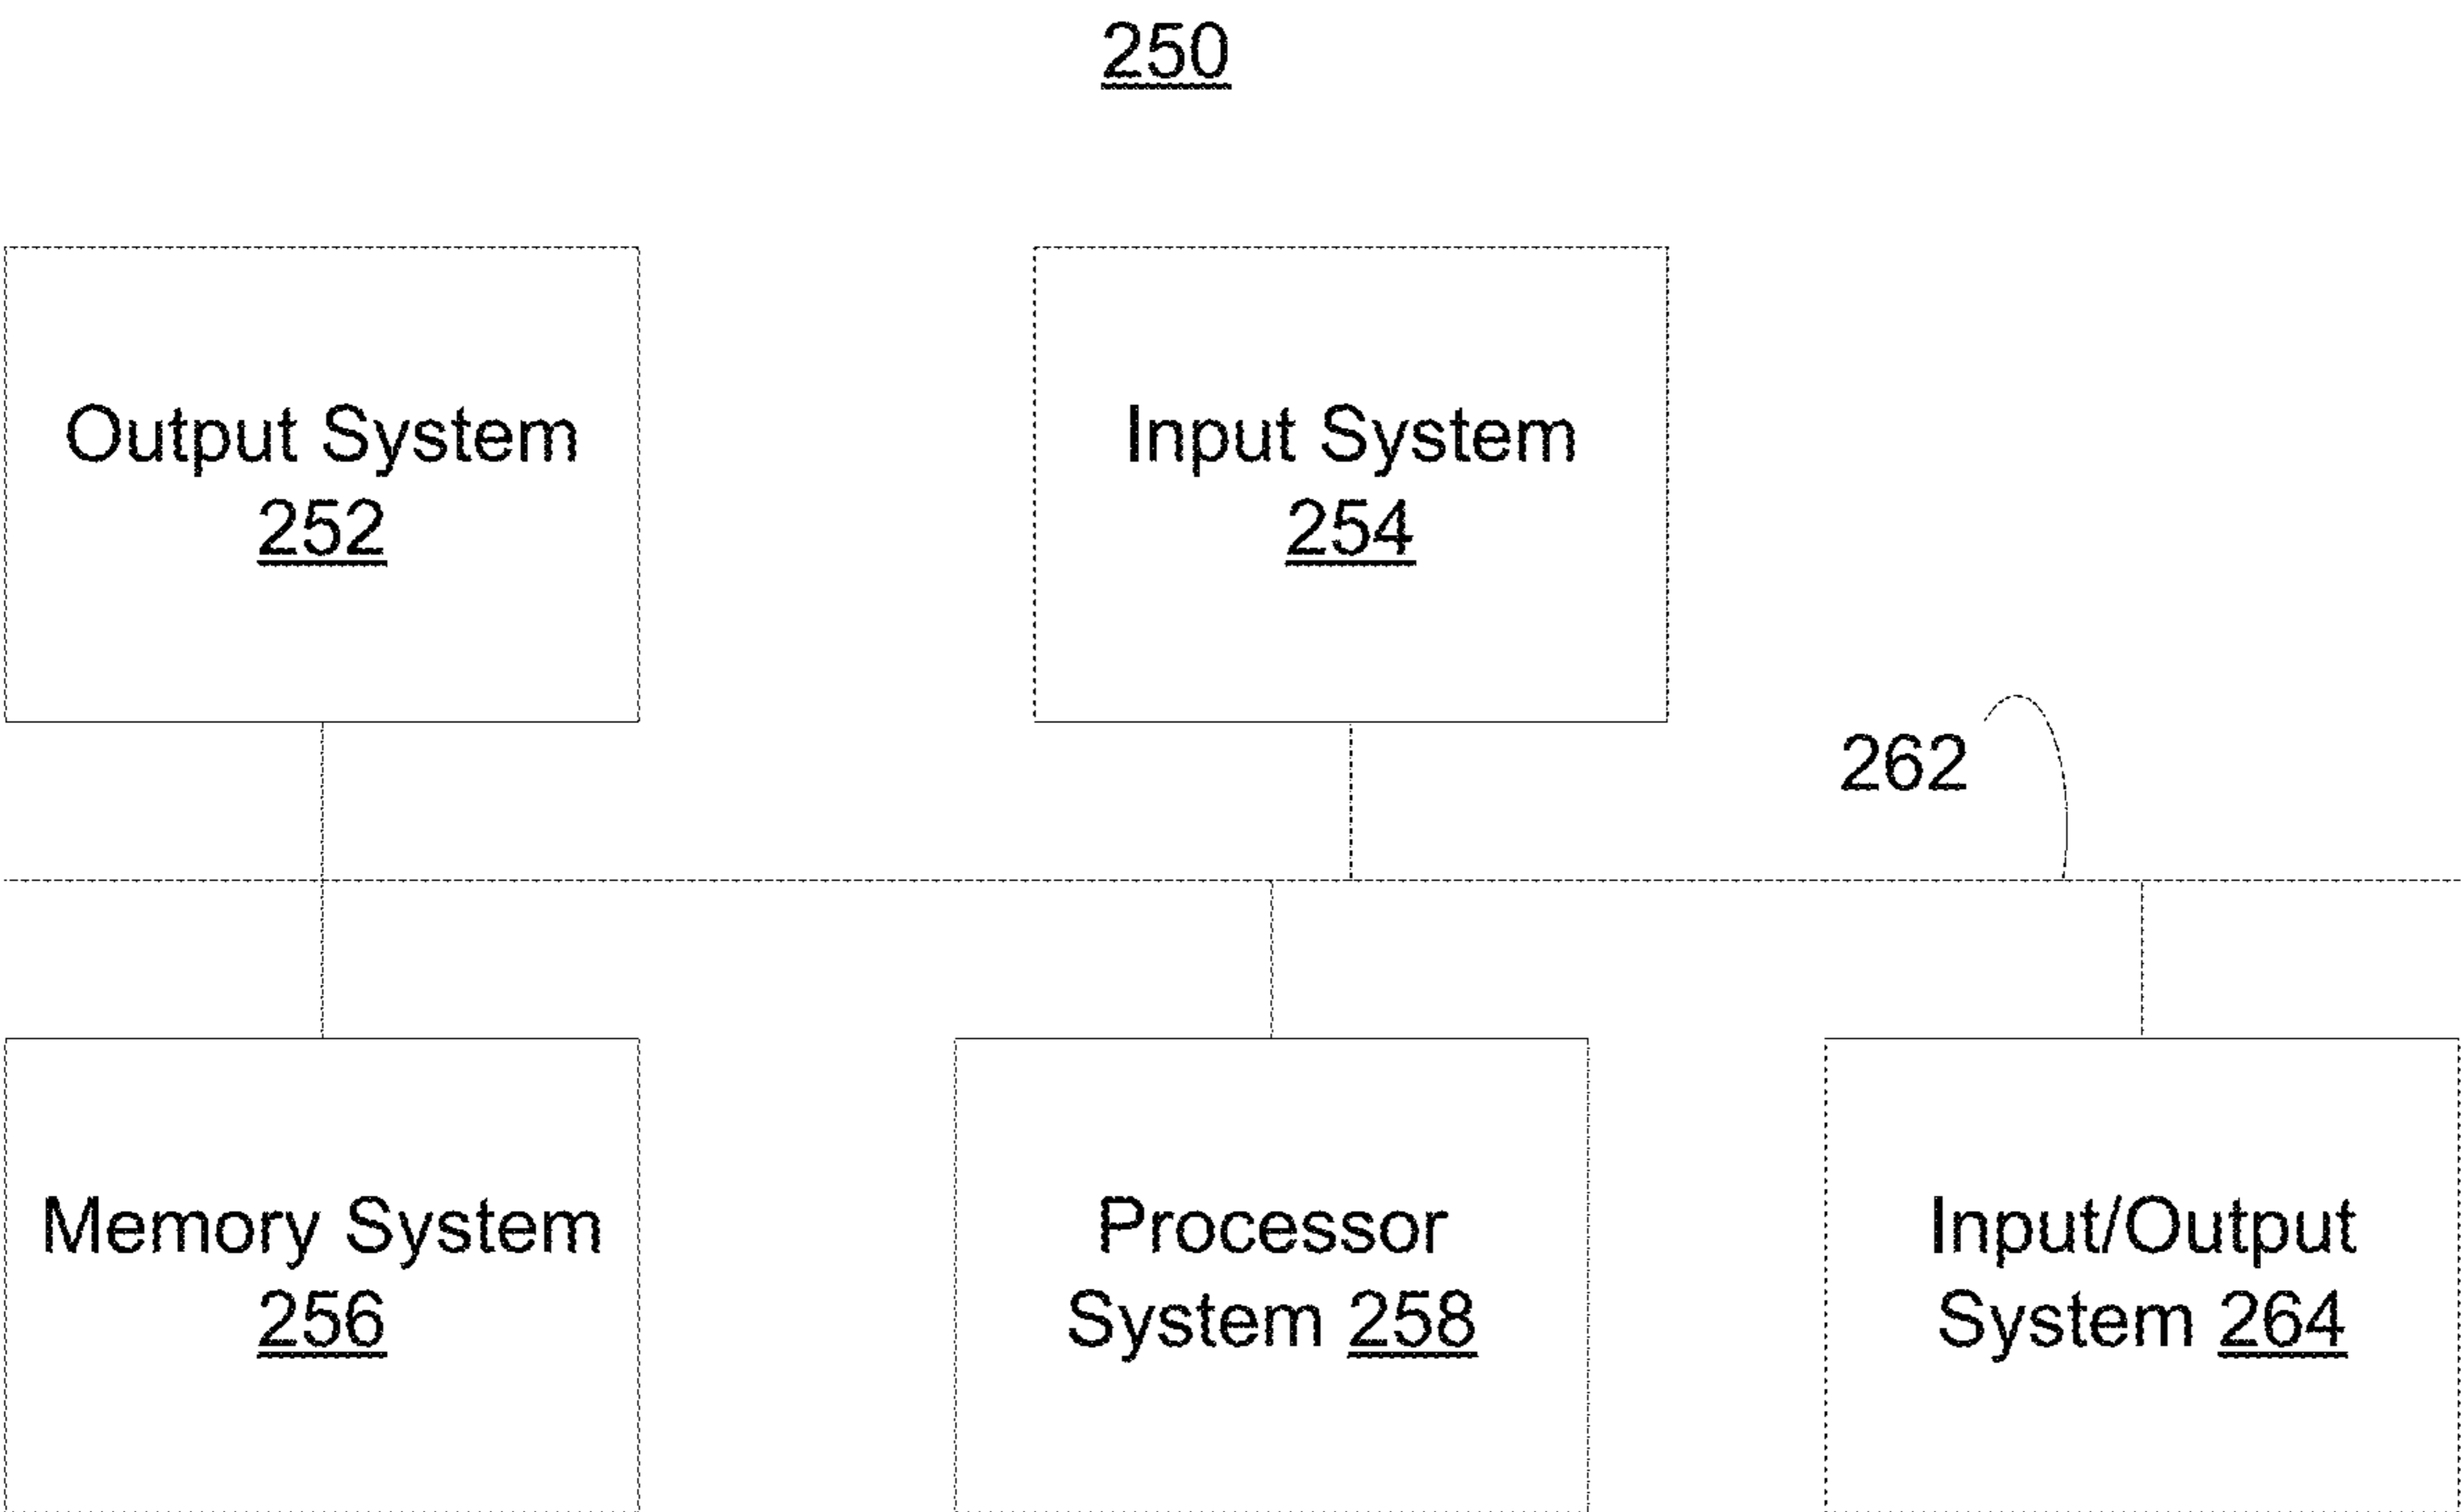 250
Output System
252
Input System
254
262
Memory System
256
Processor
System 258
Input/Output
System 264